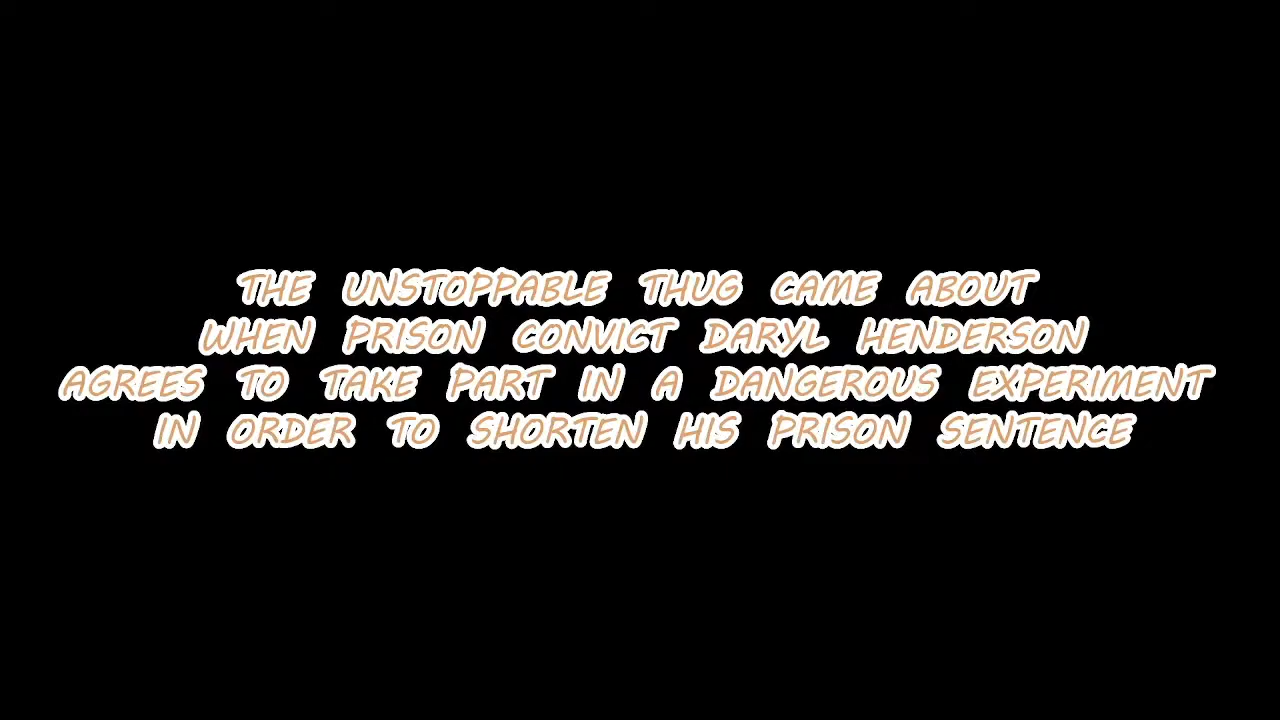 THE UNSTOPPABLE THUG CAME ABOUT
WHEN PRISON CONVICT DARYL HENDERSON
AGREES TO TAKE PART IN A DANGEROUS EXPERIMENT
IN ORDER TO SHORTEN HIS PRISON SENTENCE